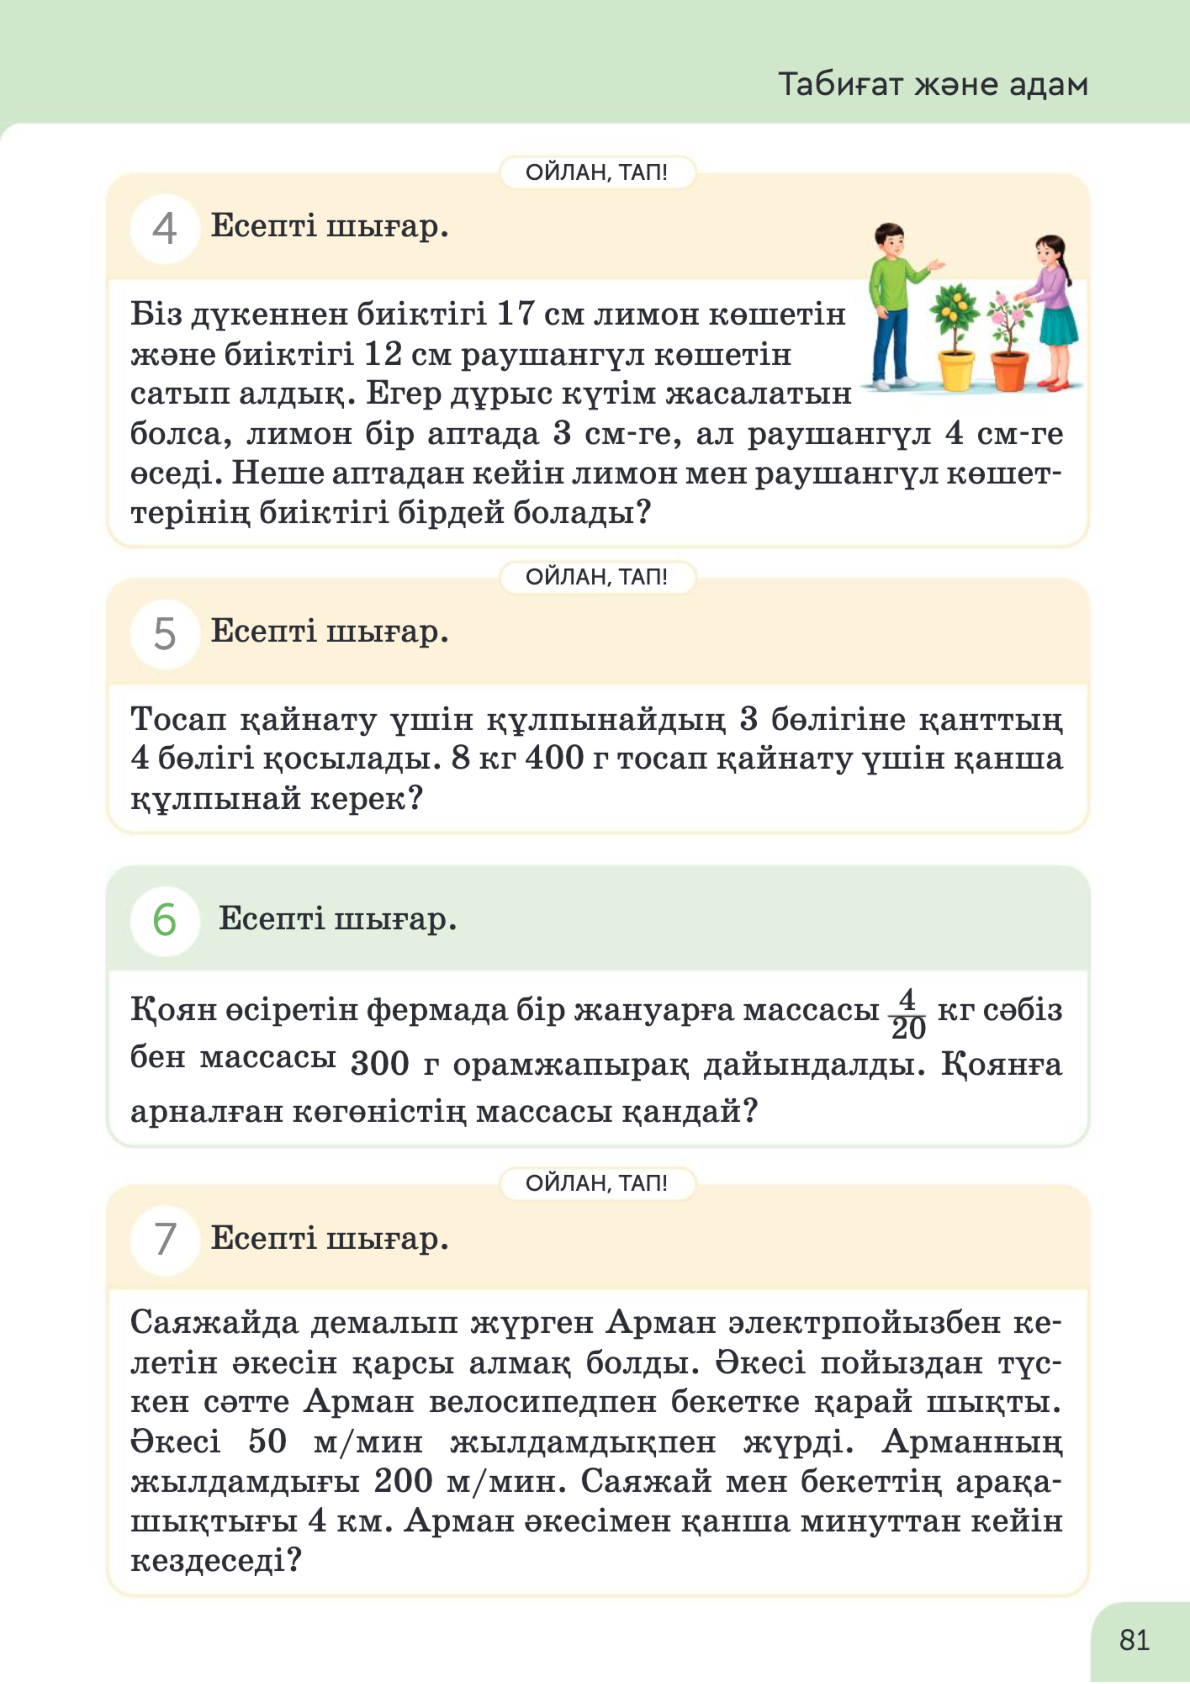 Табиғат және адам
ОЙЛАН, ТАП!
4 Есепті шығар.
Біз дүкеннен биіктігі 17 см лимон көшетін
және биіктігі 12 см раушангүл көшетін
сатып алдық. Егер дұрыс күтім жасалатын
болса, лимон бір аптада 3 см-ге, ал раушангүл 4 см-ге
өседі. Неше аптадан кейін лимон мен раушангүл көшет-
терінің биіктігі бірдей болады?
ОЙЛАН, ТАП!
5 Есепті шығар.
Тосап қайнату үшін құлпынайдың 3 бөлігіне қанттың
4 бөлігі қосылады. 8 кг 400 г тосап қайнату үшін қанша
құлпынай керек?
6 Есепті шығар.
Қоян өсіретін фермада бір жануарға массасы 4/20 кг сәбіз
бен массасы 300 г орамжапырақ дайындалды. Қоянға
арналған көгөністің массасы қандай?
ОЙЛАН, ТАП!
7 Есепті шығар.
Саяжайда демалып жүрген Арман электрпойызбен ке-
летін әкесін қарсы алмақ болды. Әкесі пойыздан түс-
кен сәтте Арман велосипедпен бекетке қарай шықты.
Әкесі 50 м/мин жылдамдықпен жүрді. Арманның
жылдамдығы 200 м/мин. Саяжай мен бекеттің арақа-
шықтығы 4 км. Арман әкесімен қанша минуттан кейін
кездеседі?
81